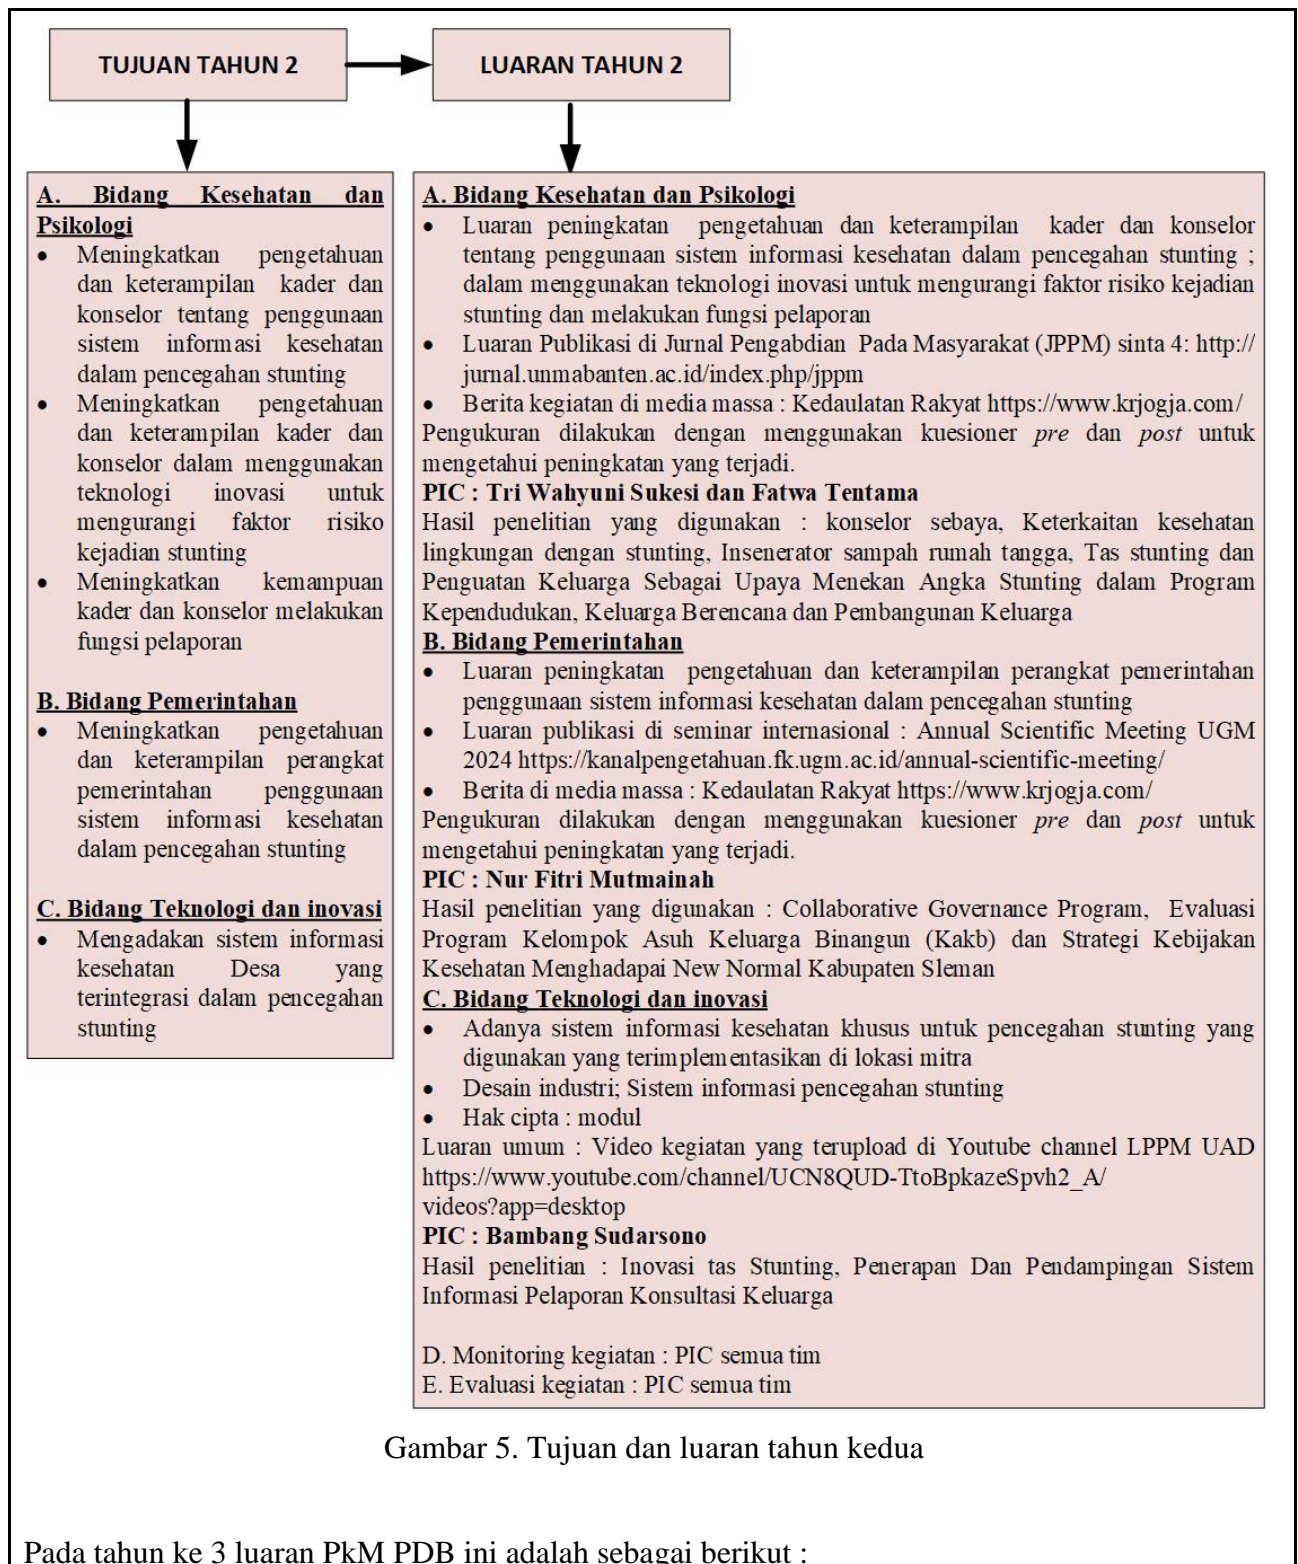 TUJUAN TAHUN 2
LUARAN TAHUN 2
A. Bidang Kesehatan dan
Psikologi
• Meningkatkan pengetahuan
dan keterampilan kader dan
konselor tentang penggunaan
sistem informasi kesehatan
dalam pencegahan stunting
• Meningkatkan pengetahuan
dan keterampilan kader dan
konselor dalam menggunakan
teknologi inovasi untuk
mengurangi faktor risiko
kejadian stunting
• Meningkatkan kemampuan
kader dan konselor melakukan
fungsi pelaporan
B. Bidang Pemerintahan
• Meningkatkan pengetahuan
dan keterampilan perangkat
pemerintahan penggunaan
sistem informasi kesehatan
dalam pencegahan stunting
C. Bidang Teknologi dan inovasi
• Mengadakan sistem informasi
kesehatan Desa yang
terintegrasi dalam pencegahan
stunting
A. Bidang Kesehatan dan Psikologi
• Luaran peningkatan pengetahuan dan keterampilan kader dan konselor
tentang penggunaan sistem informasi kesehatan dalam pencegahan stunting ;
dalam menggunakan teknologi inovasi untuk mengurangi faktor risiko kejadian
stunting dan melakukan fungsi pelaporan
• Luaran Publikasi di Jurnal Pengabdian Pada Masyarakat (JPPM) sinta 4: http://
jurnal.unmabanten.ac.id/index.php/jppm
• Berita kegiatan di media massa : Kedaulatan Rakyat https://www.krjogja.com/
Pengukuran dilakukan dengan menggunakan kuesioner pre dan post untuk
mengetahui peningkatan yang terjadi.
PIC : Tri Wahyuni Sukesi dan Fatwa Tentama
Hasil penelitian yang digunakan : konselor sebaya, Keterkaitan kesehatan
lingkungan dengan stunting, Insenerator sampah rumah tangga, Tas stunting dan
Penguatan Keluarga Sebagai Upaya Menekan Angka Stunting dalam Program
Kependudukan, Keluarga Berencana dan Pembangunan Keluarga
B. Bidang Pemerintahan
• Luaran peningkatan pengetahuan dan keterampilan perangkat pemerintahan
penggunaan sistem informasi kesehatan dalam pencegahan stunting
• Luaran publikasi di seminar internasional : Annual Scientific Meeting UGM
2024 https://kanalpengetahuan.fk.ugm.ac.id/annual-scientific-meeting/
• Berita di media massa : Kedaulatan Rakyat https://www.krjogja.com/
Pengukuran dilakukan dengan menggunakan kuesioner pre dan post untuk
mengetahui peningkatan yang terjadi.
PIC : Nur Fitri Mutmainah
Hasil penelitian yang digunakan : Collaborative Governance Program, Evaluasi
Program Kelompok Asuh Keluarga Binangun (Kakb) dan Strategi Kebijakan
Kesehatan Menghadapai New Normal Kabupaten Sleman
C. Bidang Teknologi dan inovasi
• Adanya sistem informasi kesehatan khusus untuk pencegahan stunting yang
digunakan yang terimplementasikan di lokasi mitra
• Desain industri; Sistem informasi pencegahan stunting
• Hak cipta : modul
Luaran umum : Video kegiatan yang terupload di Youtube channel LPPM UAD
https://www.youtube.com/channel/UCN8QUD-TtoBpkazeSpvh2_A/
videos?app=desktop
PIC : Bambang Sudarsono
Hasil penelitian : Inovasi tas Stunting, Penerapan Dan Pendampingan Sistem
Informasi Pelaporan Konsultasi Keluarga
D. Monitoring kegiatan : PIC semua tim
E. Evaluasi kegiatan : PIC semua tim
Gambar 5. Tujuan dan luaran tahun kedua
Pada tahun ke 3 luaran PkM PDB ini adalah sebagai berikut :